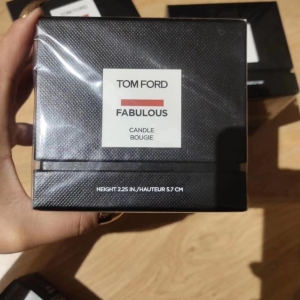 TOM FORD
FABULOUS
CANDLE
BOUGIE
HEIGHT 2.25 IN./HAUTEUR 5.7 CM